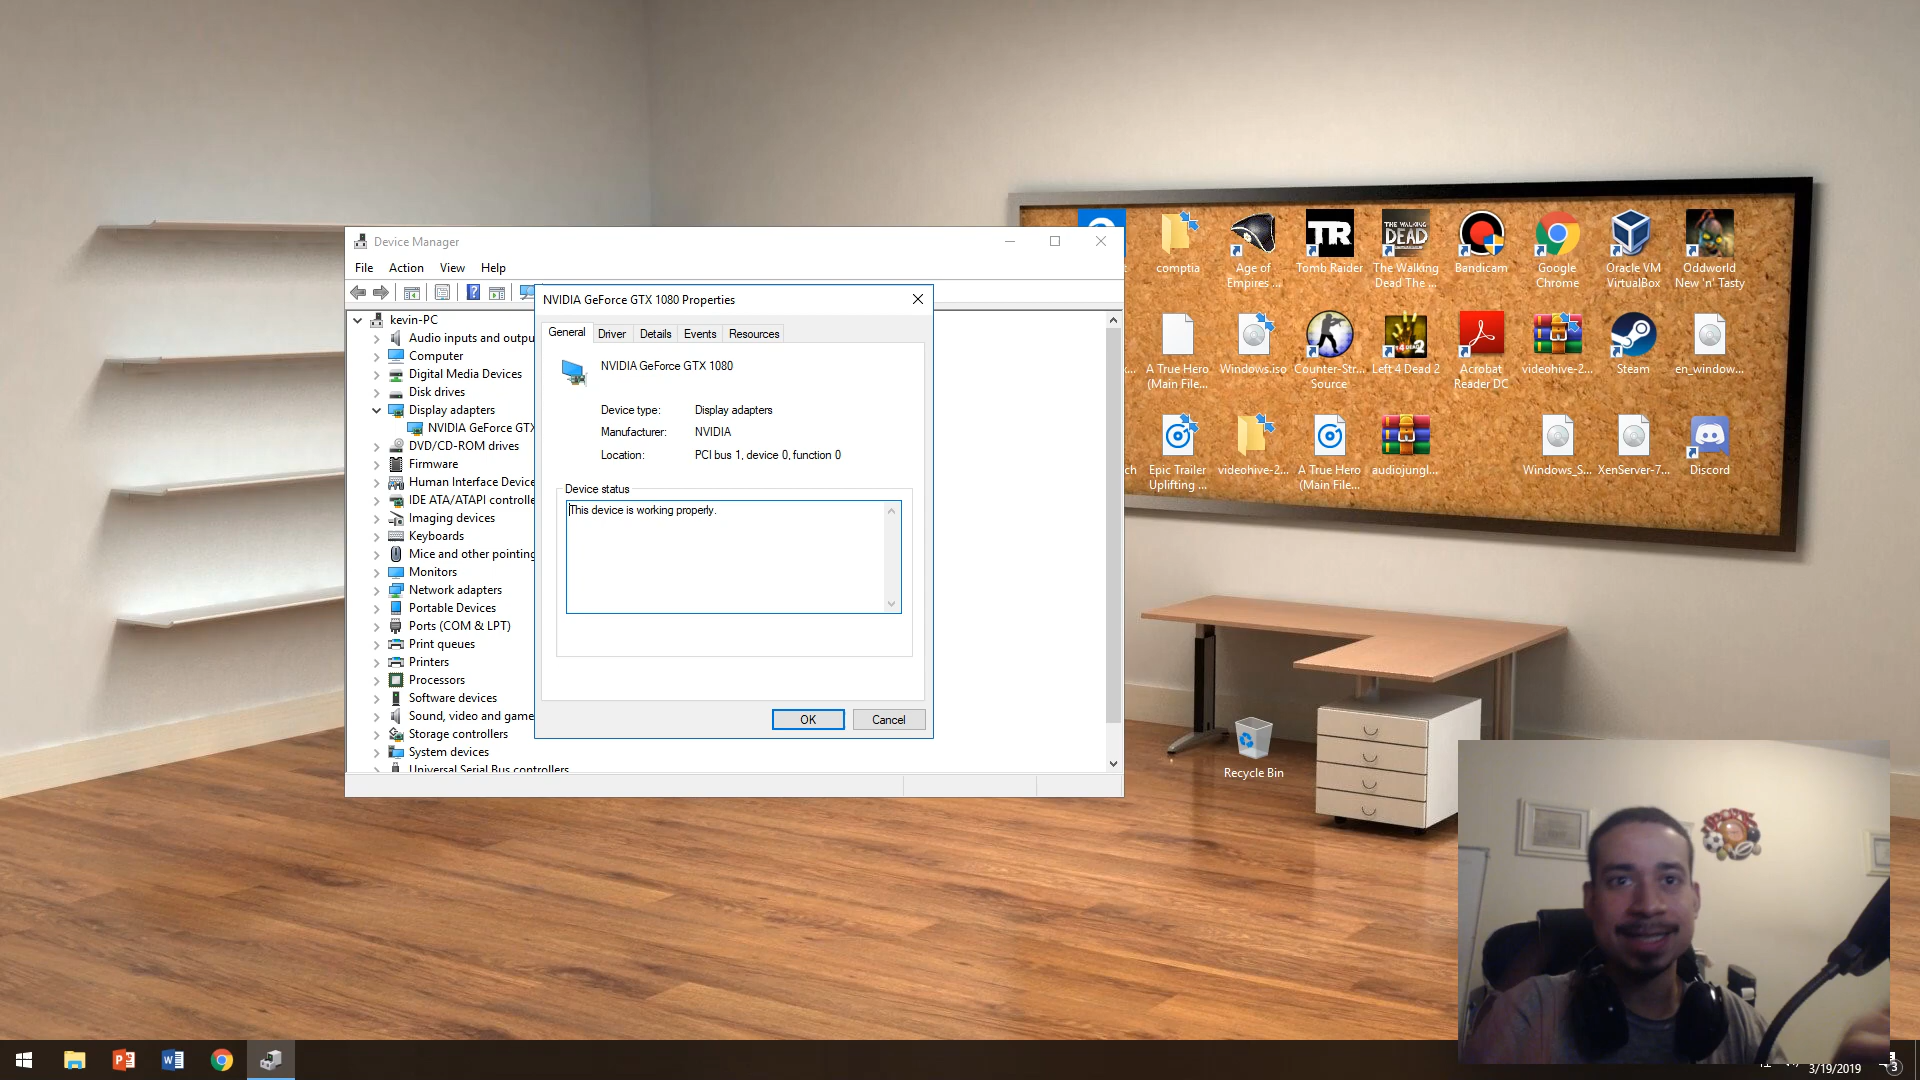 Device Manager
File Action View Help
NVIDIA GeForce GTX 1080 Properties
General Driver Details Events Resources
NVIDIA GeForce GTX 1080
Device type: Display adapters
Manufacturer: NVIDIA
Location: PCI bus 1, device 0, function 0
Device status
This device is working properly.
OK Cancel
kevin-PC
Audio inputs and outpu
Computer
Digital Media Devices
Disk drives
Display adapters
NVIDIA GeForce GTX
DVD/CD-ROM drives
Firmware
Human Interface Device
IDE ATA/ATAPI controlle
Imaging devices
Keyboards
Mice and other pointing
Monitors
Network adapters
Portable Devices
Ports (COM & LPT)
Print queues
Printers
Processors
Software devices
Sound, video and game
Storage controllers
System devices
Universal Serial Bus controllers
comptia
Age of
Empires ...
TR
Tomb Raider
THE WALKING
DEAD
The Walking
Dead The ...
Bandicam
Google
Chrome
Oracle VM
VirtualBox
Oddworld
New 'n' Tasty
A True Hero
(Main File...
Windows.iso
Counter-Str...
Source
Left 4 Dead 2
Acrobat
Reader DC
videohive-2...
Steam
en_window...
Epic Trailer
Uplifting ...
videohive-2...
A True Hero
(Main File...
audiojungl...
Windows_S...
XenServer-7...
Discord
Recycle Bin
3/19/2019
3